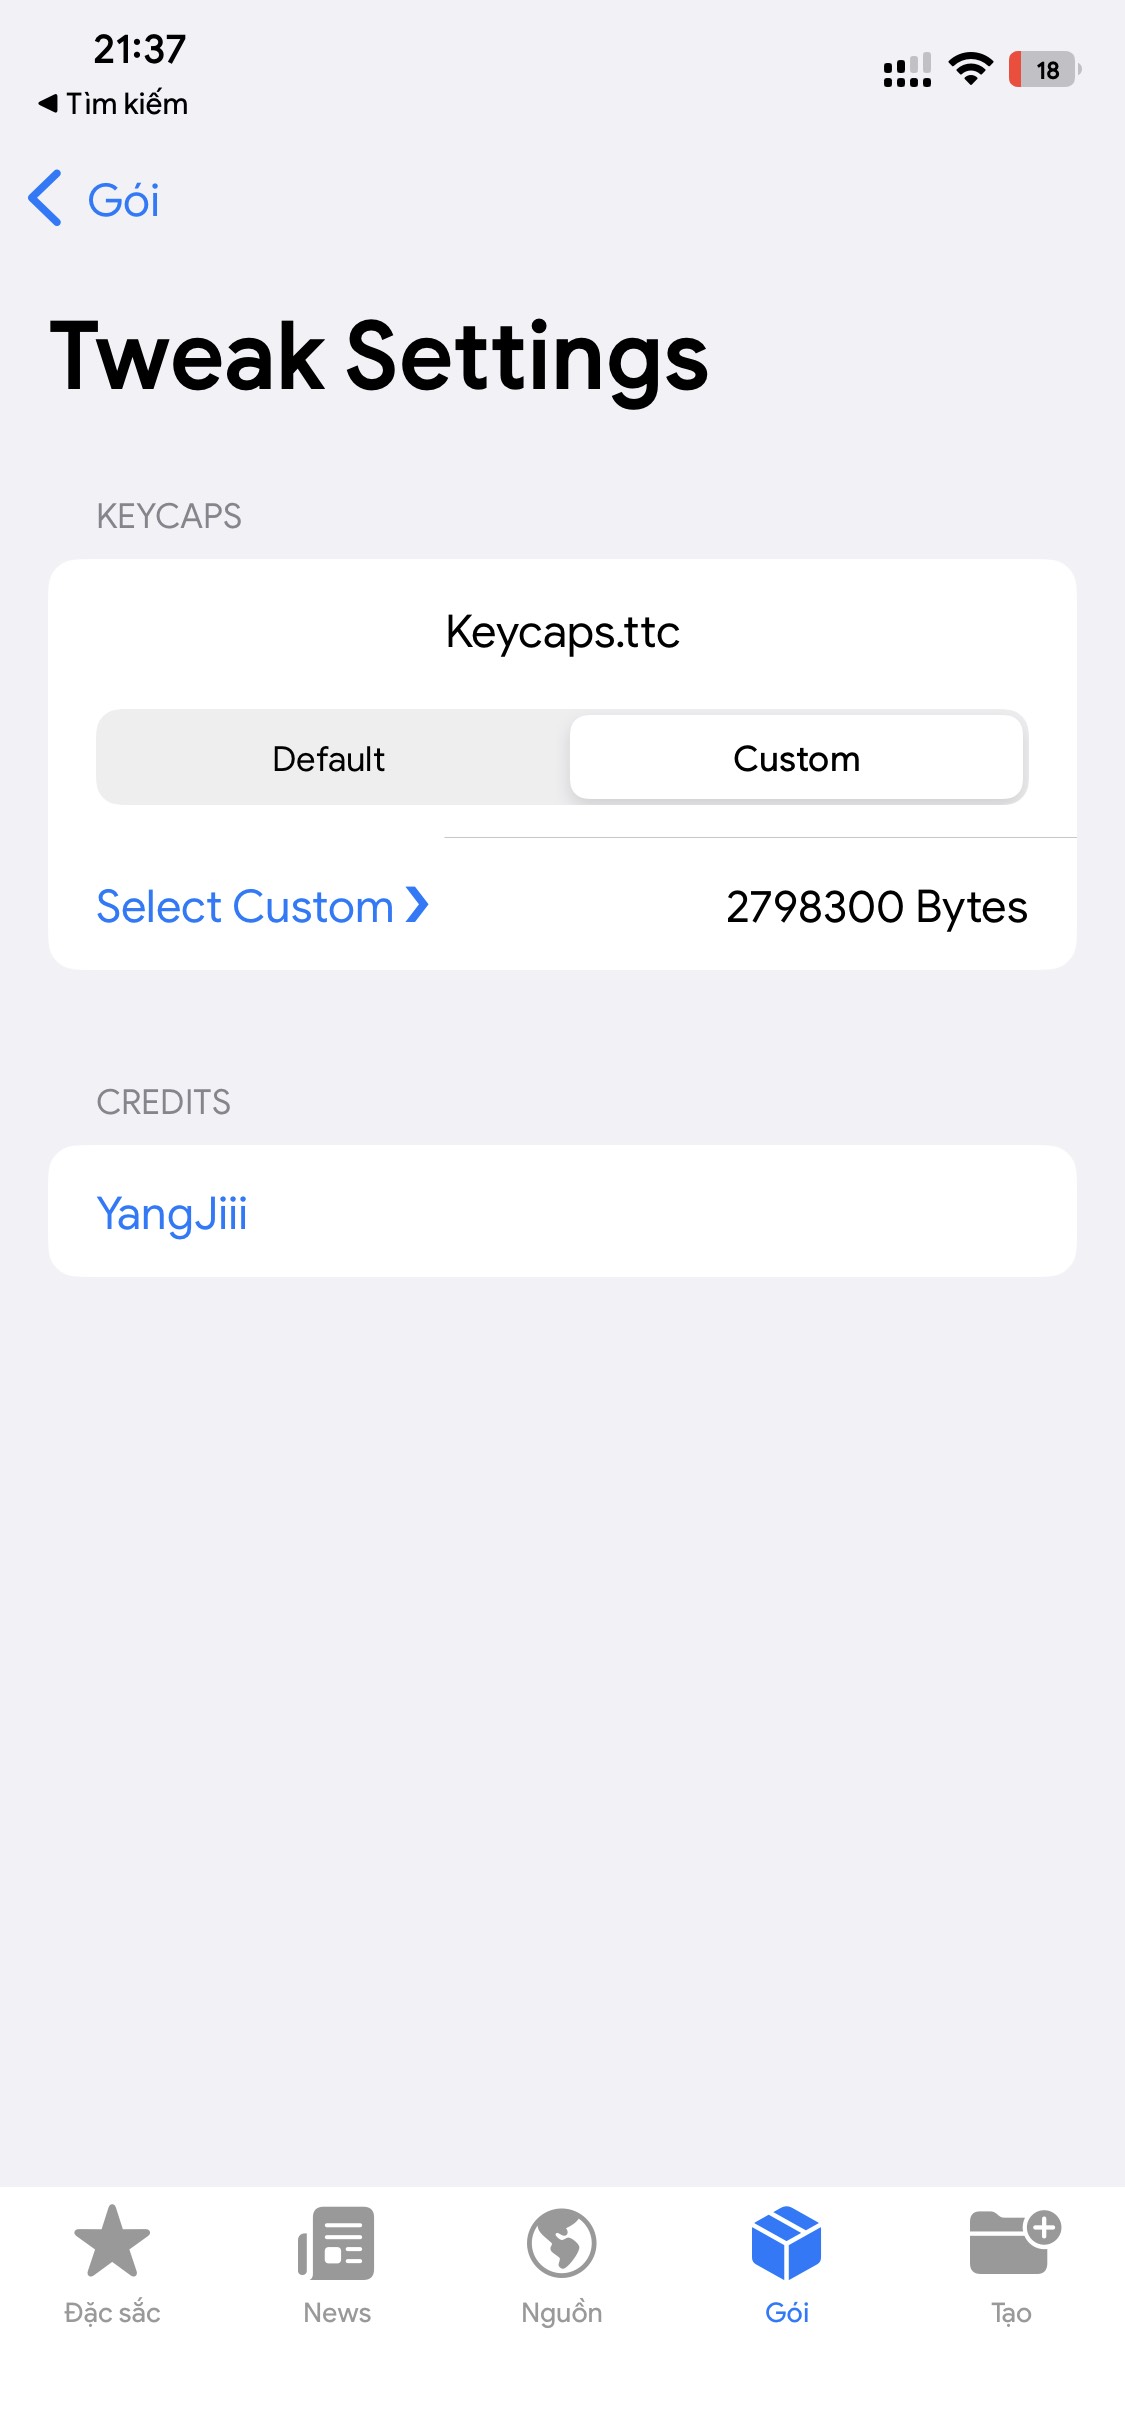 21:37
18
◀ Tìm kiếm
Gói
Tweak Settings
KEYCAPS
Keycaps.ttc
Default Custom
Select Custom ❯ 2798300 Bytes
CREDITS
YangJiii
Đặc sắc News Nguồn Gói Tạo